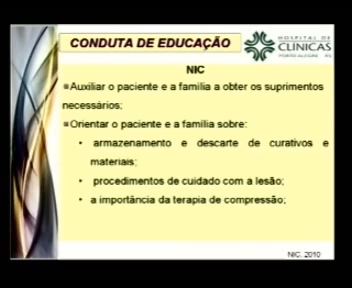 CONDUTA DE EDUCAÇÃO
HOSPITAL DE
CLÍNICAS
PORTO ALEGRE RS
NIC
Auxiliar o paciente e a família a obter os suprimentos
necessários;
Orientar o paciente e a família sobre:
• armazenamento e descarte de curativos e
materiais;
• procedimentos de cuidado com a lesão;
• a importância da terapia de compressão;
NIC, 2010